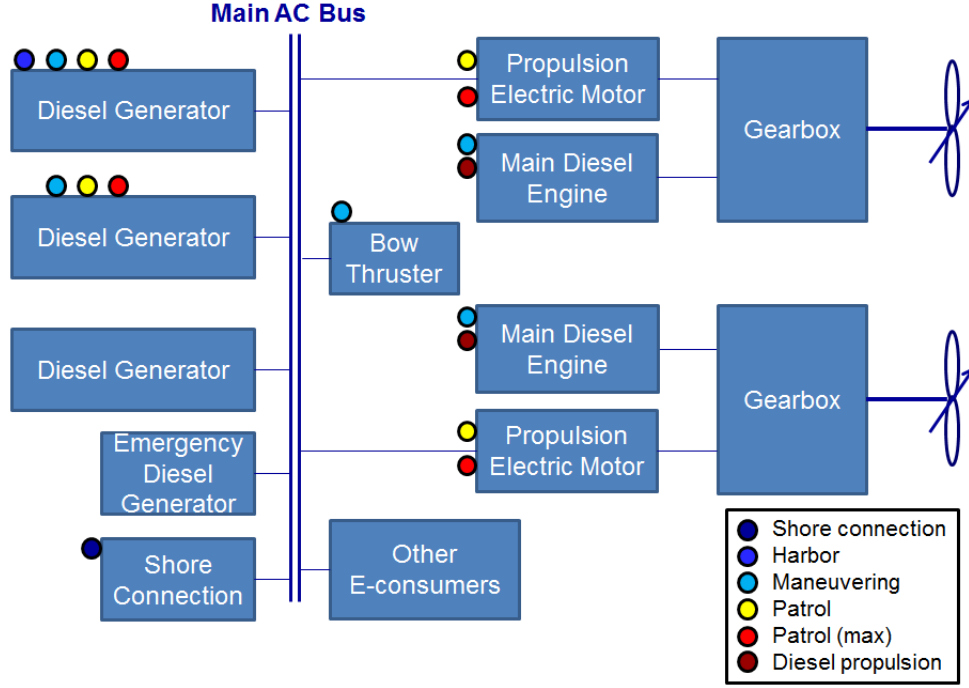 Main AC Bus
Diesel Generator
Propulsion
Electric Motor
Gearbox
Main Diesel
Engine
Diesel Generator
Bow
Thruster
Main Diesel
Engine
Diesel Generator
Gearbox
Propulsion
Electric Motor
Emergency
Diesel
Generator
Shore
Connection
Other
E-consumers
Shore connection
Harbor
Maneuvering
Patrol
Patrol (max)
Diesel propulsion